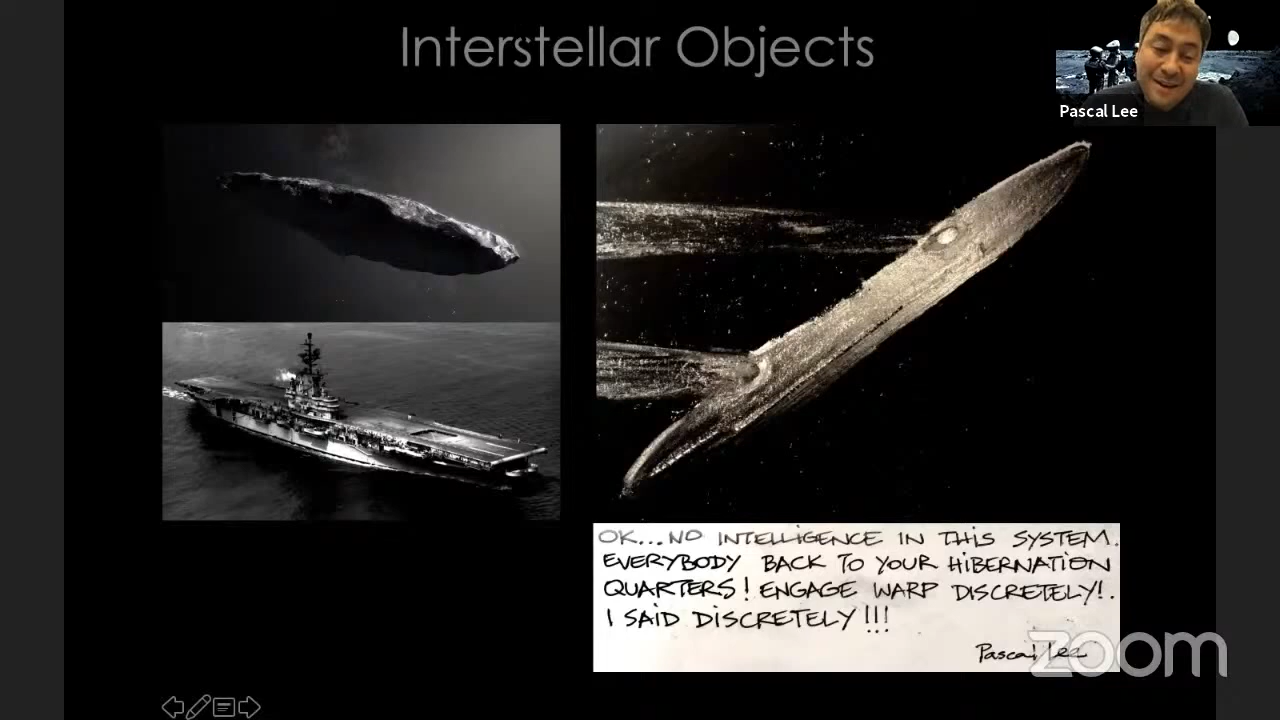 Interstellar Objects
Pascal Lee
OK...NO INTELLIGENCE IN THIS SYSTEM.
EVERYBODY BACK TO YOUR HIBERNATION
QUARTERS! ENGAGE WARP DISCRETELY!.
I SAID DISCRETELY!!!
Pascal Lee
zoom